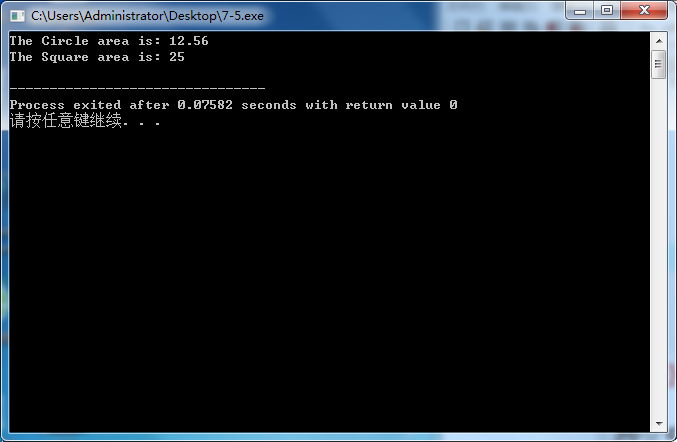 C:\Users\Administrator\Desktop\7-5.exe
The Circle area is: 12.56
The Square area is: 25
--------------------------------
Process exited after 0.07582 seconds with return value 0
请按任意键继续. . .